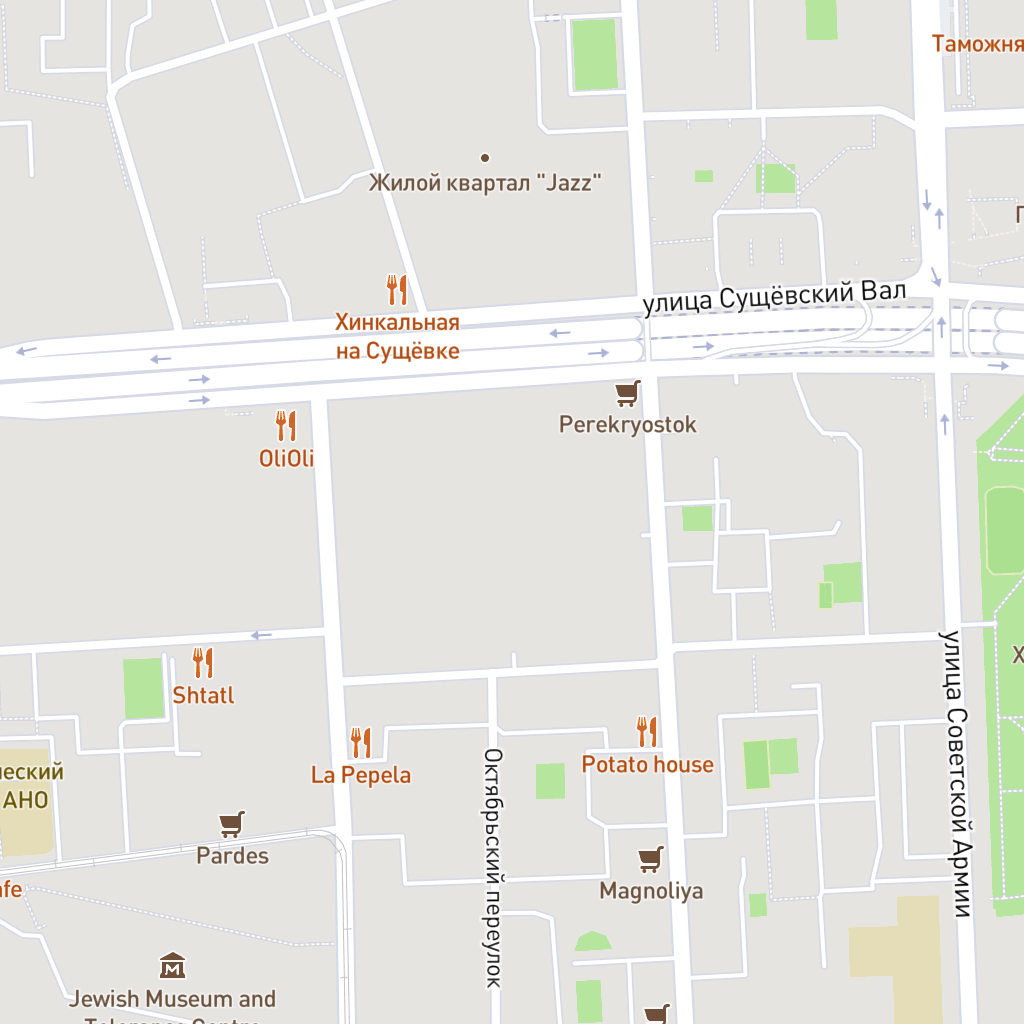 Таможня
Жилой квартал "Jazz"
улица Сущёвский Вал
Хинкальная
на Сущёвке
Perekryostok
OliOli
улица Советской Армии
Shtatl
Potato house
La Pepela
Октябрьский переулок
АНО
Pardes
Magnoliya
Jewish Museum and